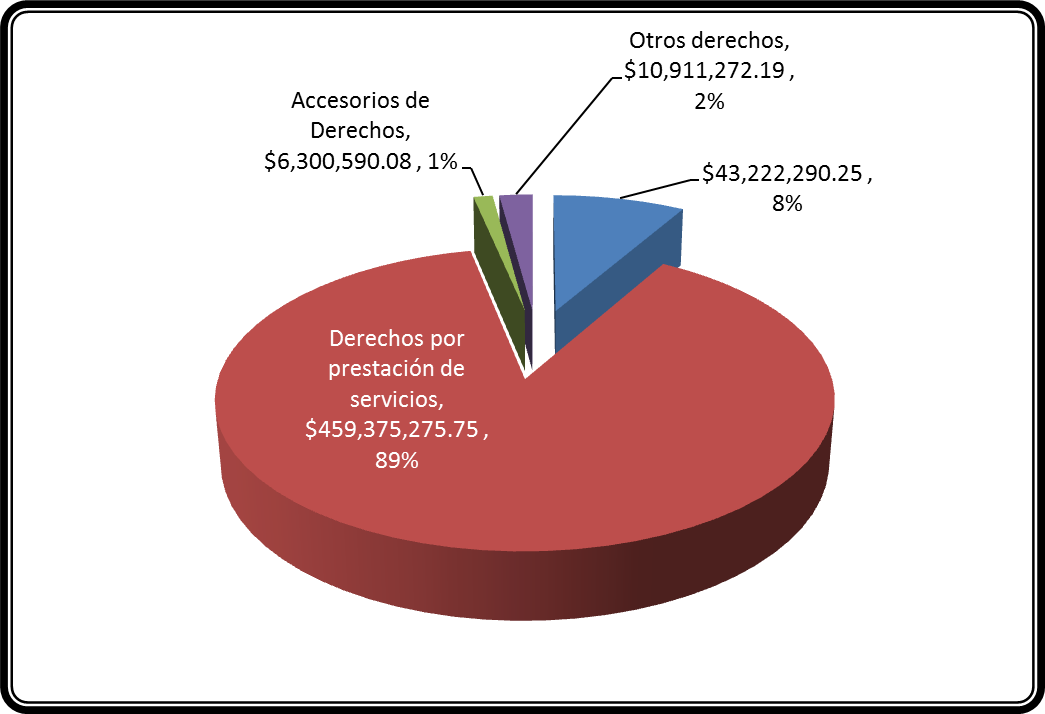 Otros derechos,
$10,911,272.19 ,
2%
Accesorios de
Derechos,
$6,300,590.08 , 1%
$43,222,290.25 ,
8%
Derechos por
prestación de
servicios,
$459,375,275.75 ,
89%